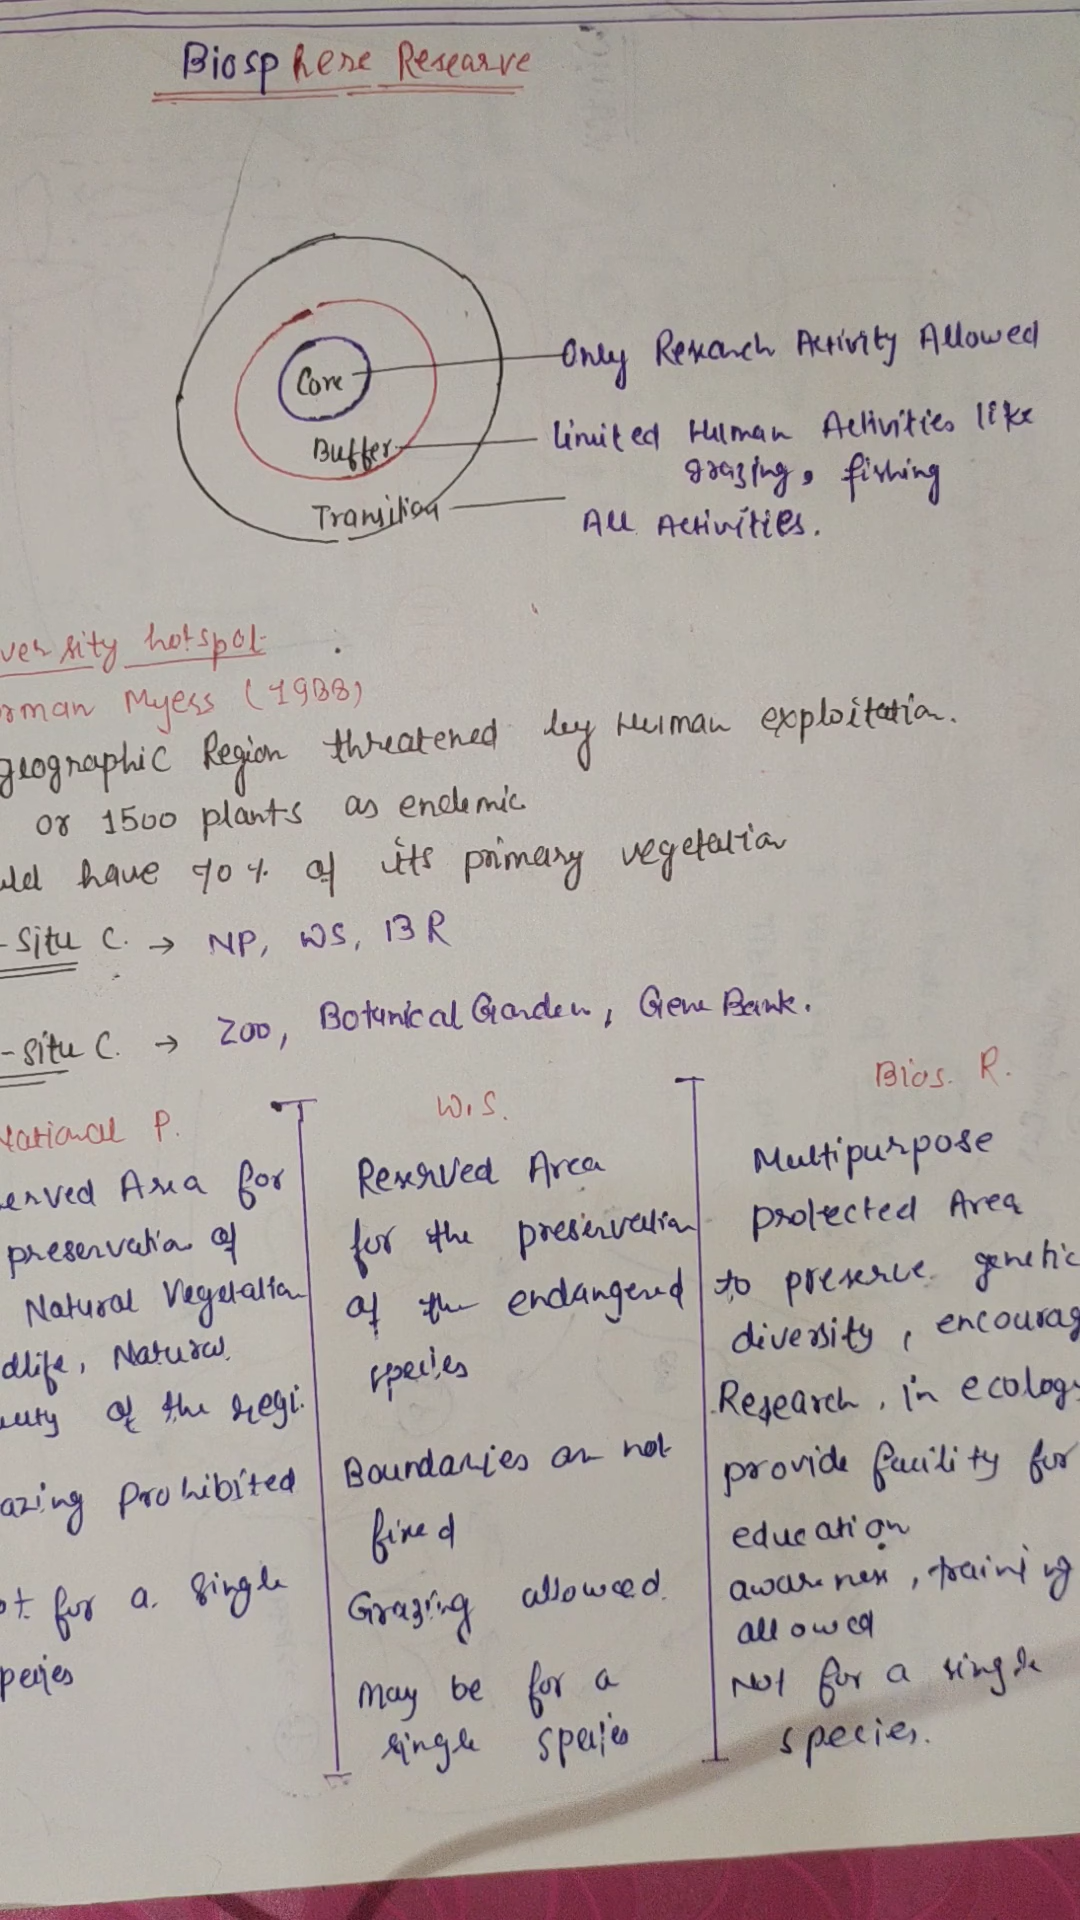 Biosphere Researve
Core
Only Research Activity Allowed
Buffer
Limited Human Activities like
grazing, fishing
Transition
All Activities.
versity hotspot
orman Myess (1988)
geographic Region threatened by Human exploitation.
or 1500 plants as endemic
uld have 70% of its primary vegetation
-Situ C. → NP, WS, BR
-situ C. → Zoo, Botanical Garden, Gene Bank.
National P.
erved Area for
preservation of
Natural Vegetation
dlife, Natural
auty of the regi.
azing Prohibited
ot for a single
pecies
W.S.
Reserved Area
for the preservation
of the endangered
species
Boundaries are not
fixed
Grazing allowed.
May be for a
single species
Bios. R.
Multipurpose
protected Area
to preserve genetic
diversity, encourag
Research, in ecology
provide facility for
education
awareness, training
allowed
Not for a single
species.